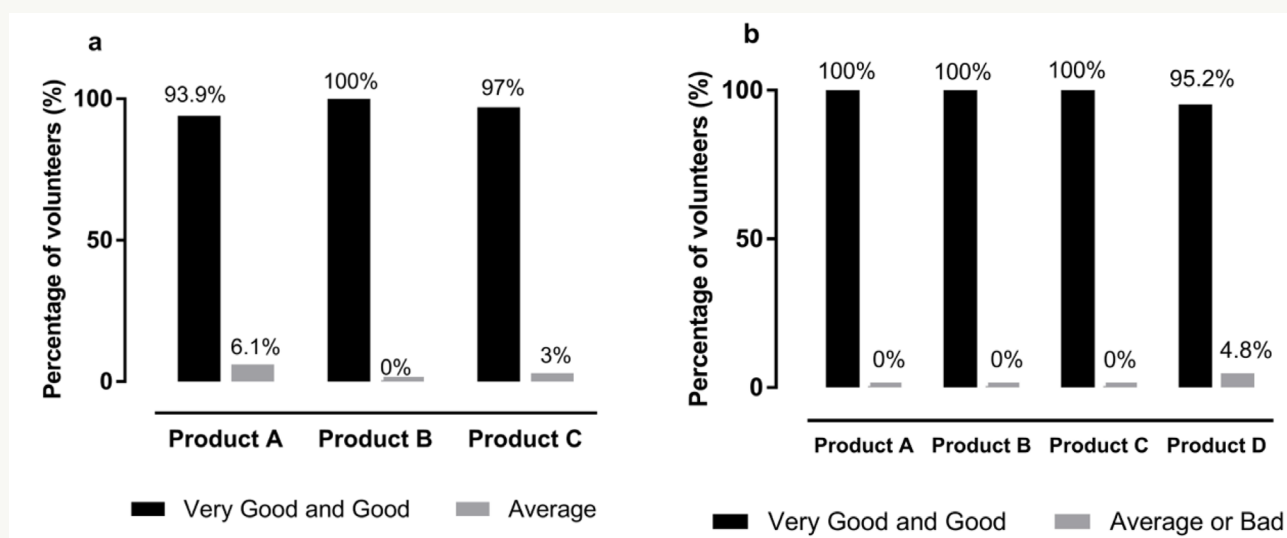 a
Percentage of volunteers (%)
100
50
0
93.9%
6.1%
100%
0%
97%
3%
Product A
Product B
Product C
Very Good and Good
Average
b
Percentage of volunteers (%)
100
50
0
100%
0%
100%
0%
100%
0%
95.2%
4.8%
Product A
Product B
Product C
Product D
Very Good and Good
Average or Bad